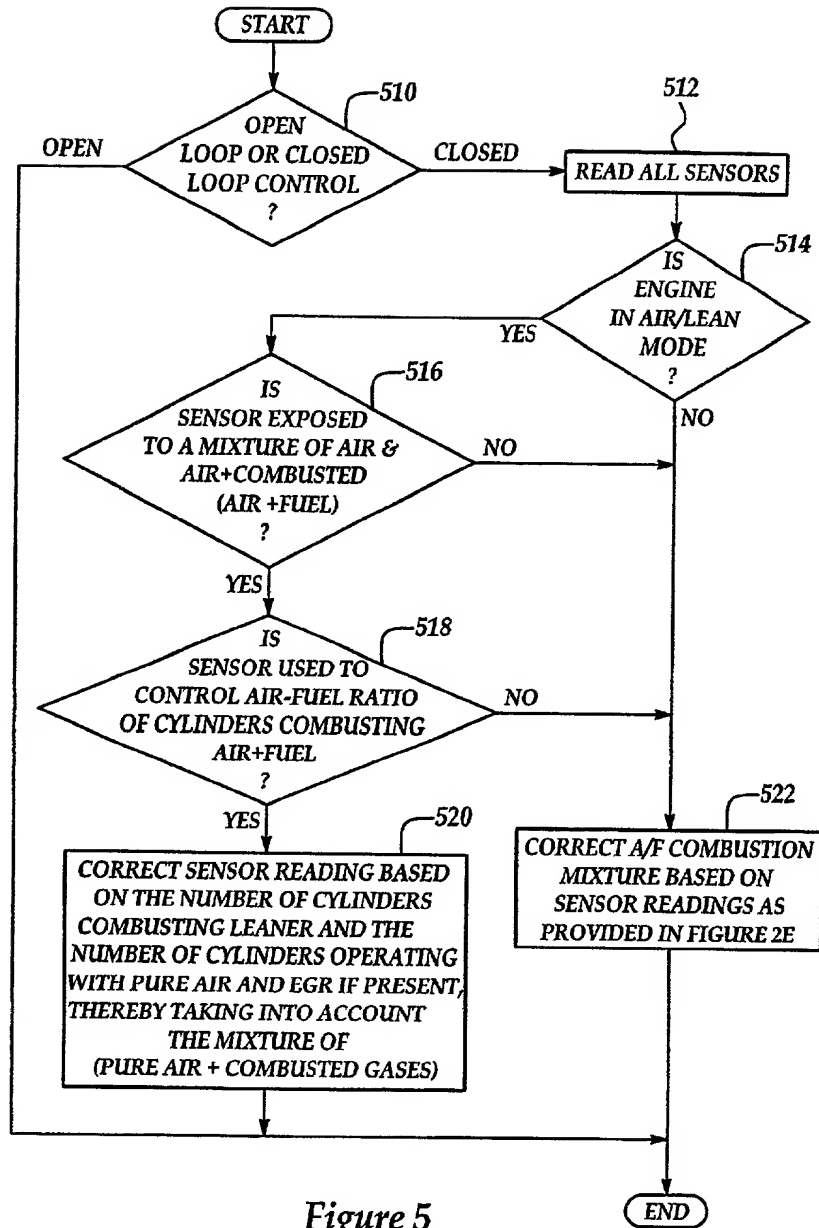 START
510
OPEN
LOOP OR CLOSED
LOOP CONTROL
?
OPEN
CLOSED
512
READ ALL SENSORS
514
IS
ENGINE
IN AIR/LEAN
MODE
?
YES
NO
516
IS
SENSOR EXPOSED
TO A MIXTURE OF AIR &
AIR+COMBUSTED
(AIR +FUEL)
?
NO
YES
518
IS
SENSOR USED TO
CONTROL AIR-FUEL RATIO
OF CYLINDERS COMBUSTING
AIR+FUEL
?
NO
YES
520
CORRECT SENSOR READING BASED
ON THE NUMBER OF CYLINDERS
COMBUSTING LEANER AND THE
NUMBER OF CYLINDERS OPERATING
WITH PURE AIR AND EGR IF PRESENT,
THEREBY TAKING INTO ACCOUNT
THE MIXTURE OF
(PURE AIR + COMBUSTED GASES)
522
CORRECT A/F COMBUSTION
MIXTURE BASED ON
SENSOR READINGS AS
PROVIDED IN FIGURE 2E
END
Figure 5